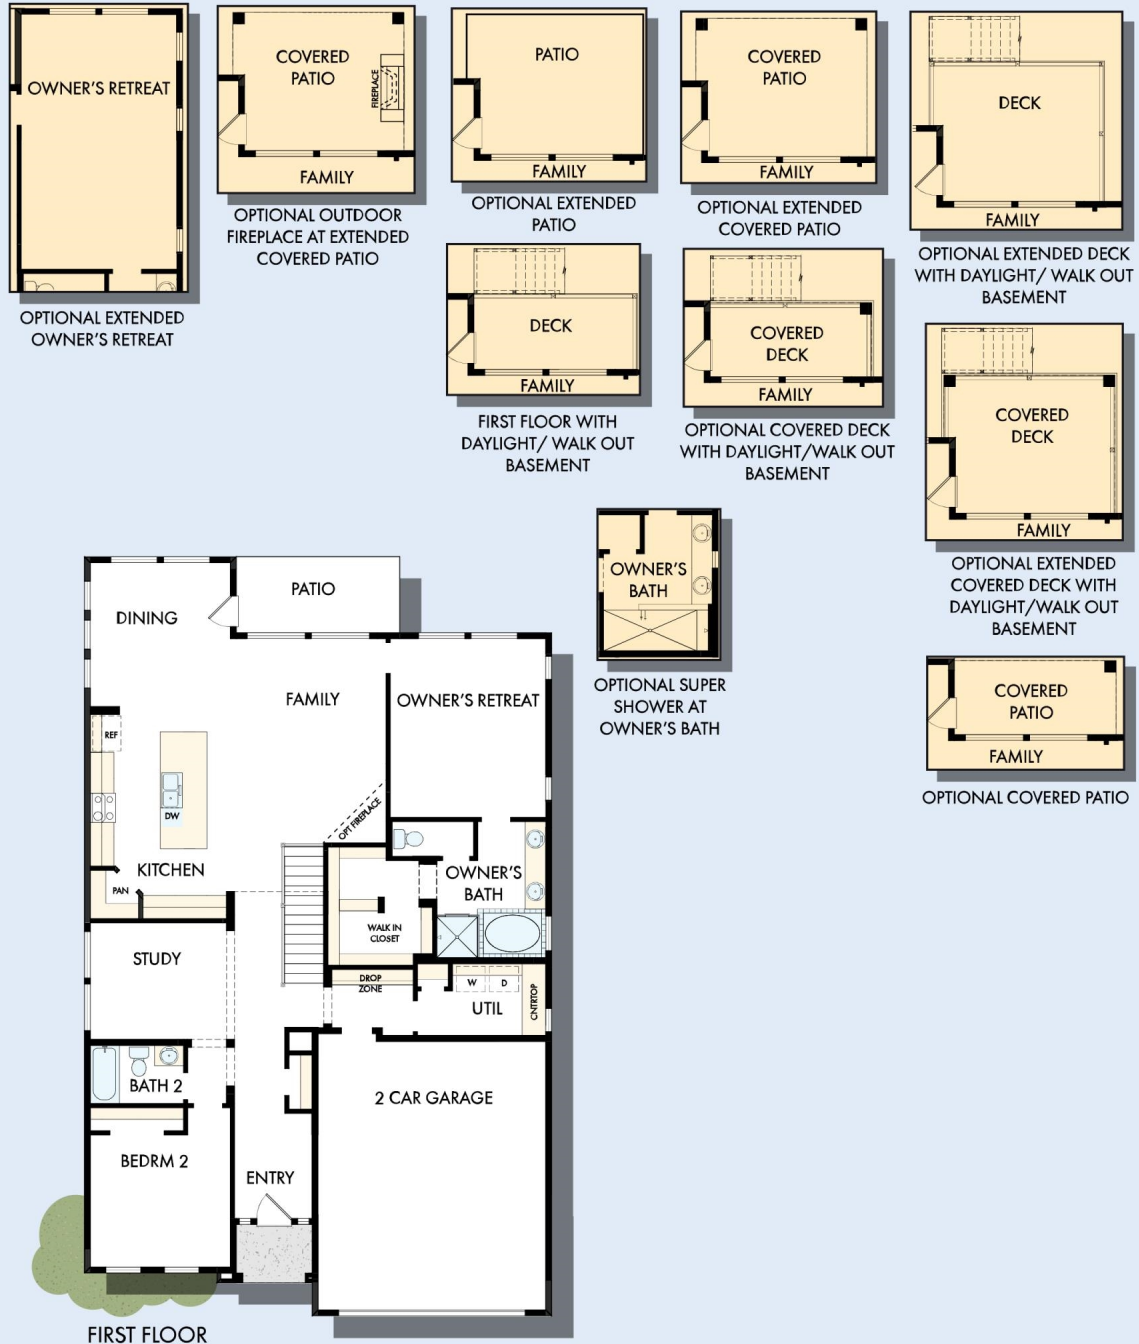 OWNER'S RETREAT
OPTIONAL EXTENDED
OWNER'S RETREAT
COVERED
PATIO
FIREPLACE
FAMILY
OPTIONAL OUTDOOR
FIREPLACE AT EXTENDED
COVERED PATIO
PATIO
FAMILY
OPTIONAL EXTENDED
PATIO
COVERED
PATIO
FAMILY
OPTIONAL EXTENDED
COVERED PATIO
DECK
FAMILY
OPTIONAL EXTENDED DECK
WITH DAYLIGHT/ WALK OUT
BASEMENT
DECK
FAMILY
FIRST FLOOR WITH
DAYLIGHT/ WALK OUT
BASEMENT
COVERED
DECK
FAMILY
OPTIONAL COVERED DECK
WITH DAYLIGHT/WALK OUT
BASEMENT
COVERED
DECK
FAMILY
OPTIONAL EXTENDED
COVERED DECK WITH
DAYLIGHT/WALK OUT
BASEMENT
OWNER'S
BATH
OPTIONAL SUPER
SHOWER AT
OWNER'S BATH
COVERED
PATIO
FAMILY
OPTIONAL COVERED PATIO
PATIO
DINING
FAMILY
OWNER'S RETREAT
REF
DW
OPT FIREPLACE
KITCHEN
PAN
OWNER'S
BATH
WALK IN
CLOSET
STUDY
DROP
ZONE
W
D
UTIL
CNTRTOP
BATH 2
2 CAR GARAGE
BEDRM 2
ENTRY
FIRST FLOOR